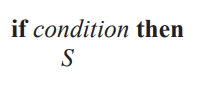 if condition then
S